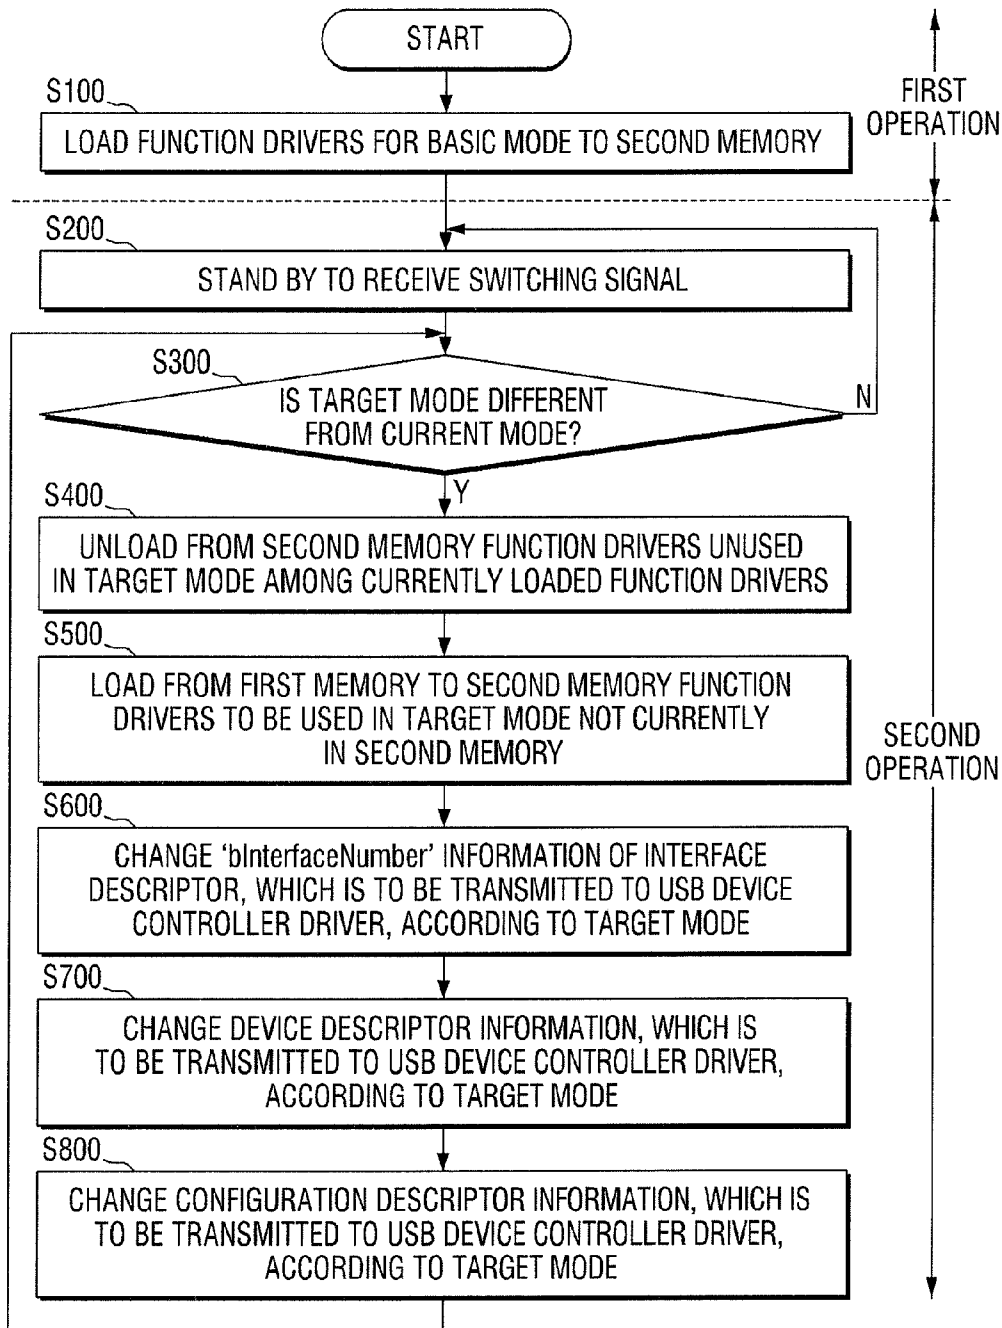 START
S100
LOAD FUNCTION DRIVERS FOR BASIC MODE TO SECOND MEMORY
FIRST
OPERATION
S200
STAND BY TO RECEIVE SWITCHING SIGNAL
S300
IS TARGET MODE DIFFERENT
FROM CURRENT MODE?
N
Y
S400
UNLOAD FROM SECOND MEMORY FUNCTION DRIVERS UNUSED
IN TARGET MODE AMONG CURRENTLY LOADED FUNCTION DRIVERS
S500
LOAD FROM FIRST MEMORY TO SECOND MEMORY FUNCTION
DRIVERS TO BE USED IN TARGET MODE NOT CURRENTLY
IN SECOND MEMORY
SECOND
OPERATION
S600
CHANGE 'bInterfaceNumber' INFORMATION OF INTERFACE
DESCRIPTOR, WHICH IS TO BE TRANSMITTED TO USB DEVICE
CONTROLLER DRIVER, ACCORDING TO TARGET MODE
S700
CHANGE DEVICE DESCRIPTOR INFORMATION, WHICH IS
TO BE TRANSMITTED TO USB DEVICE CONTROLLER DRIVER,
ACCORDING TO TARGET MODE
S800
CHANGE CONFIGURATION DESCRIPTOR INFORMATION, WHICH IS
TO BE TRANSMITTED TO USB DEVICE CONTROLLER DRIVER,
ACCORDING TO TARGET MODE